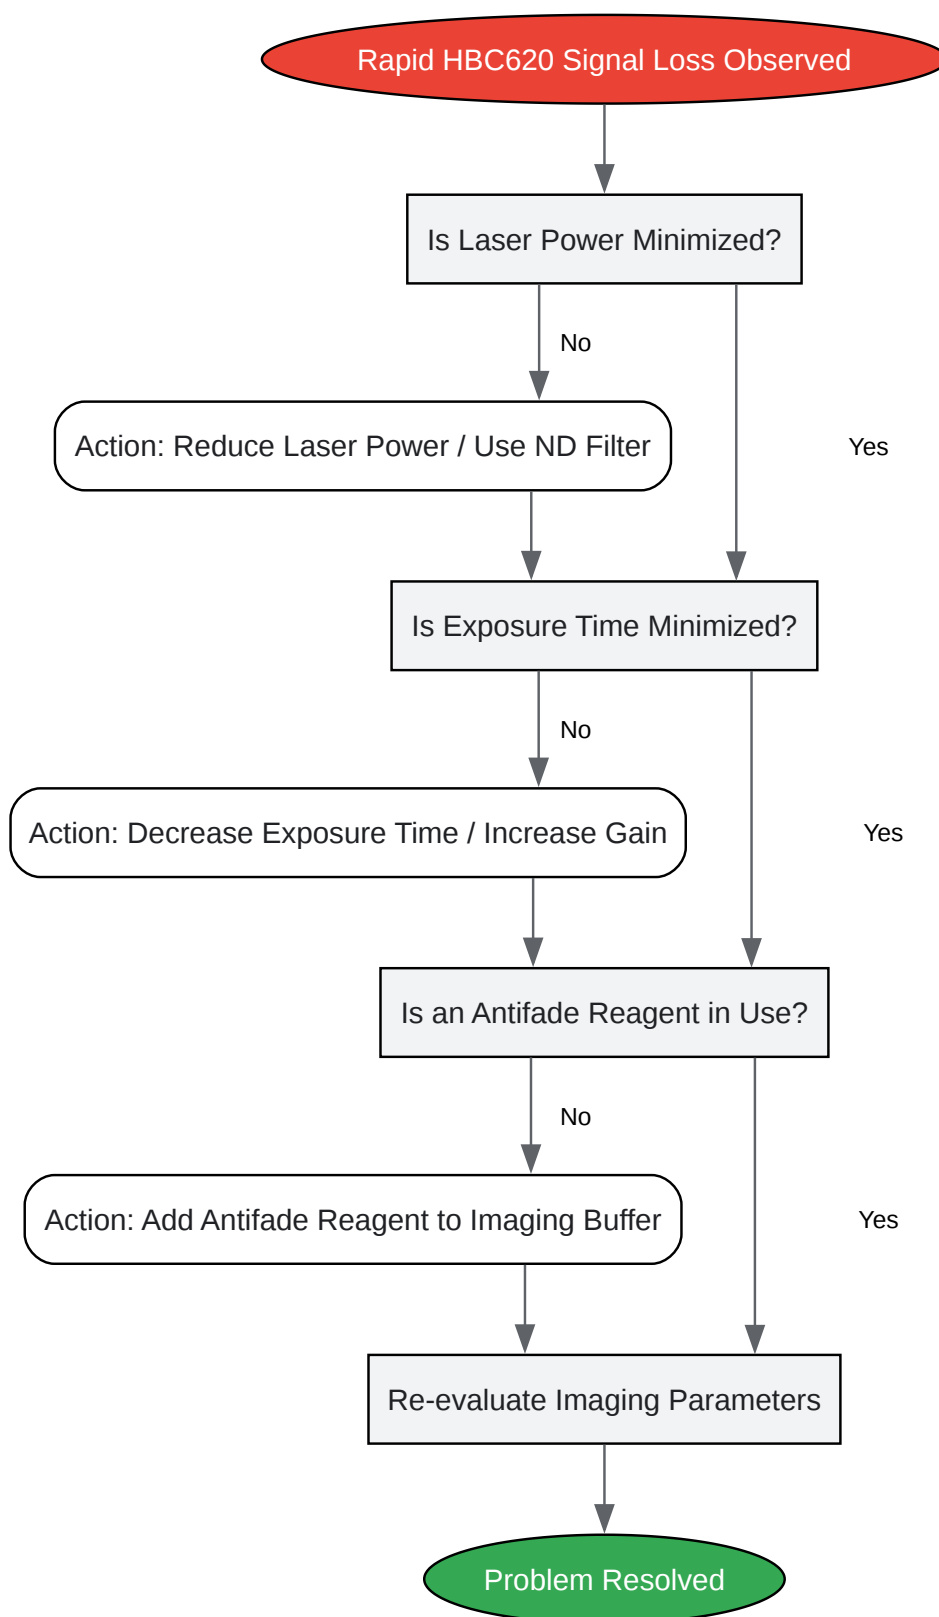 Rapid HBC620 Signal Loss Observed
Is Laser Power Minimized?
No
Action: Reduce Laser Power / Use ND Filter
Yes
Is Exposure Time Minimized?
No
Action: Decrease Exposure Time / Increase Gain
Yes
Is an Antifade Reagent in Use?
No
Action: Add Antifade Reagent to Imaging Buffer
Yes
Re-evaluate Imaging Parameters
Problem Resolved